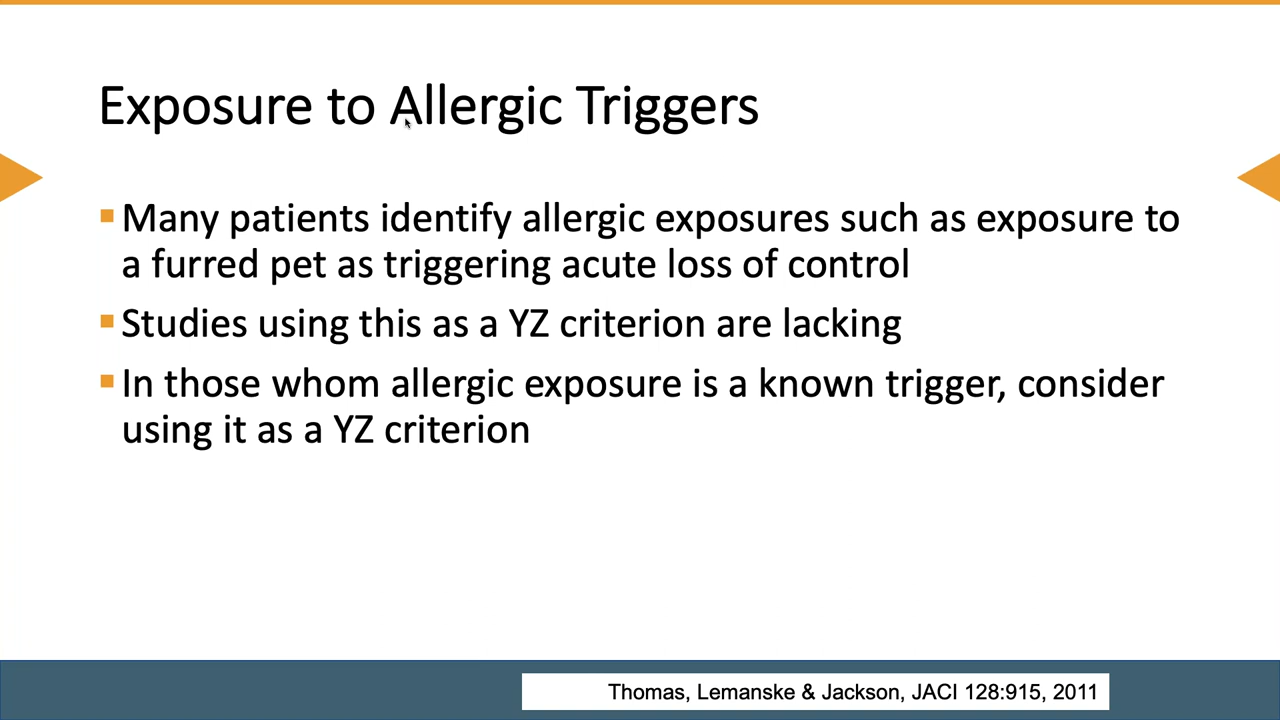 Exposure to Allergic Triggers
Many patients identify allergic exposures such as exposure to
a furred pet as triggering acute loss of control
Studies using this as a YZ criterion are lacking
In those whom allergic exposure is a known trigger, consider
using it as a YZ criterion
Thomas, Lemanske & Jackson, JACI 128:915, 2011